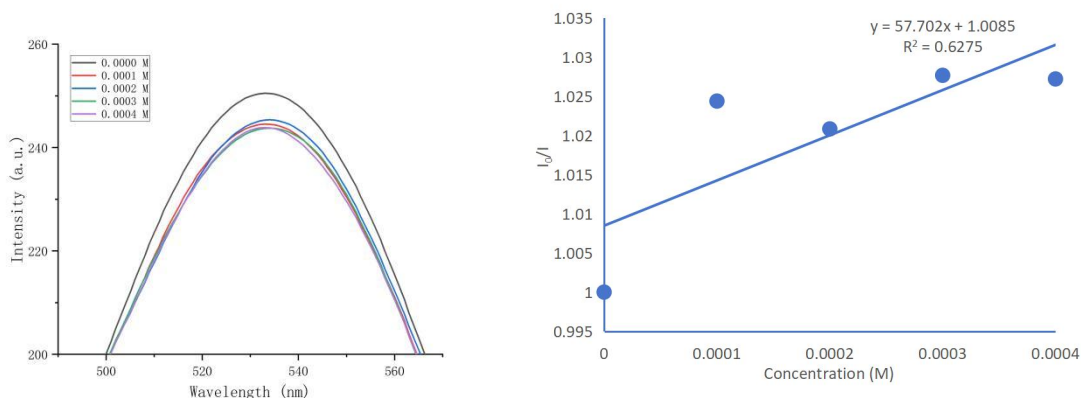 260
240
220
200
0.0000 M
0.0001 M
0.0002 M
0.0003 M
0.0004 M
Intensity (a.u.)
500
520
540
560
Wavelength (nm)
y = 57.702x + 1.0085
R² = 0.6275
1.035
1.03
1.025
1.02
1.015
1.01
1.005
1
0.995
I₀/I
0
0.0001
0.0002
0.0003
0.0004
Concentration (M)